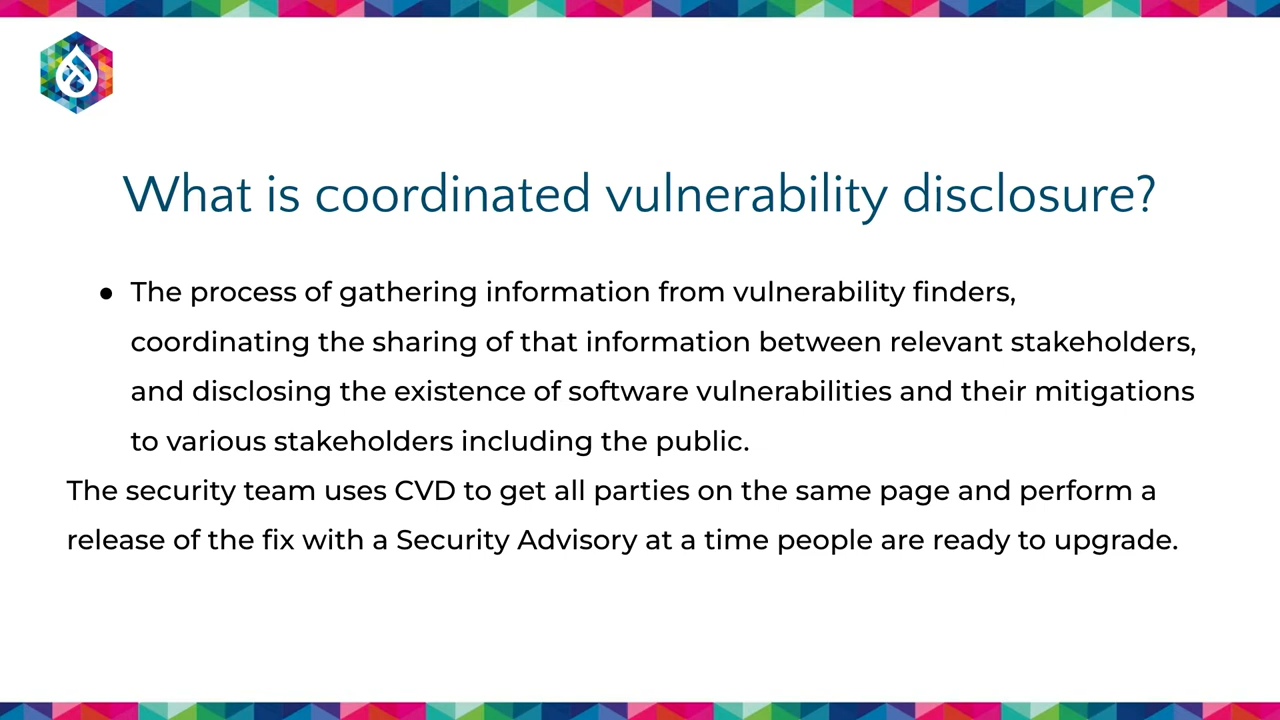 What is coordinated vulnerability disclosure?
● The process of gathering information from vulnerability finders,
coordinating the sharing of that information between relevant stakeholders,
and disclosing the existence of software vulnerabilities and their mitigations
to various stakeholders including the public.
The security team uses CVD to get all parties on the same page and perform a
release of the fix with a Security Advisory at a time people are ready to upgrade.